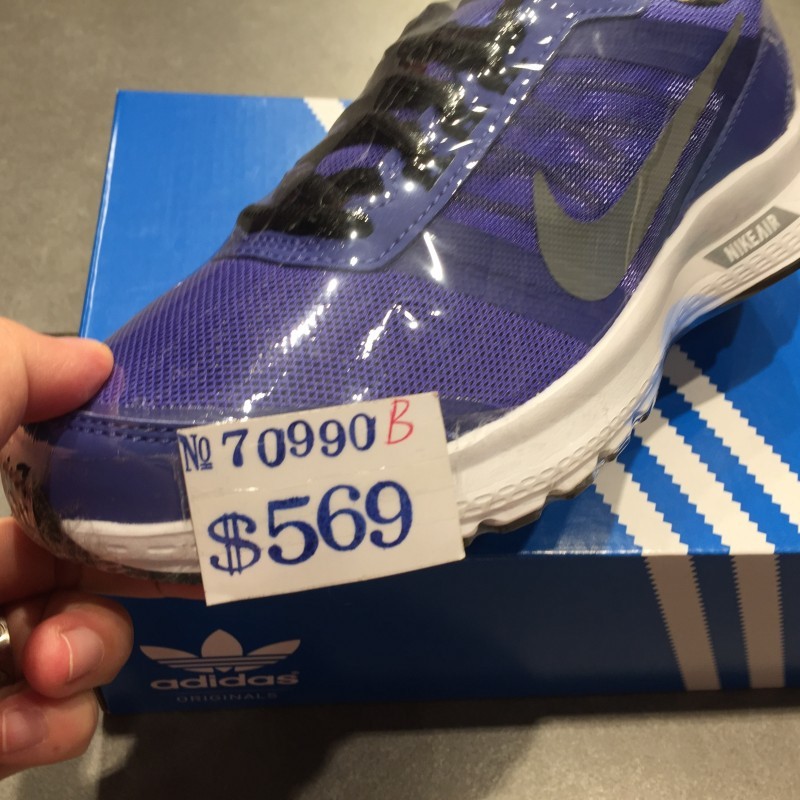 NIKE AIR
№ 70990 B
$569
adidas
ORIGINALS